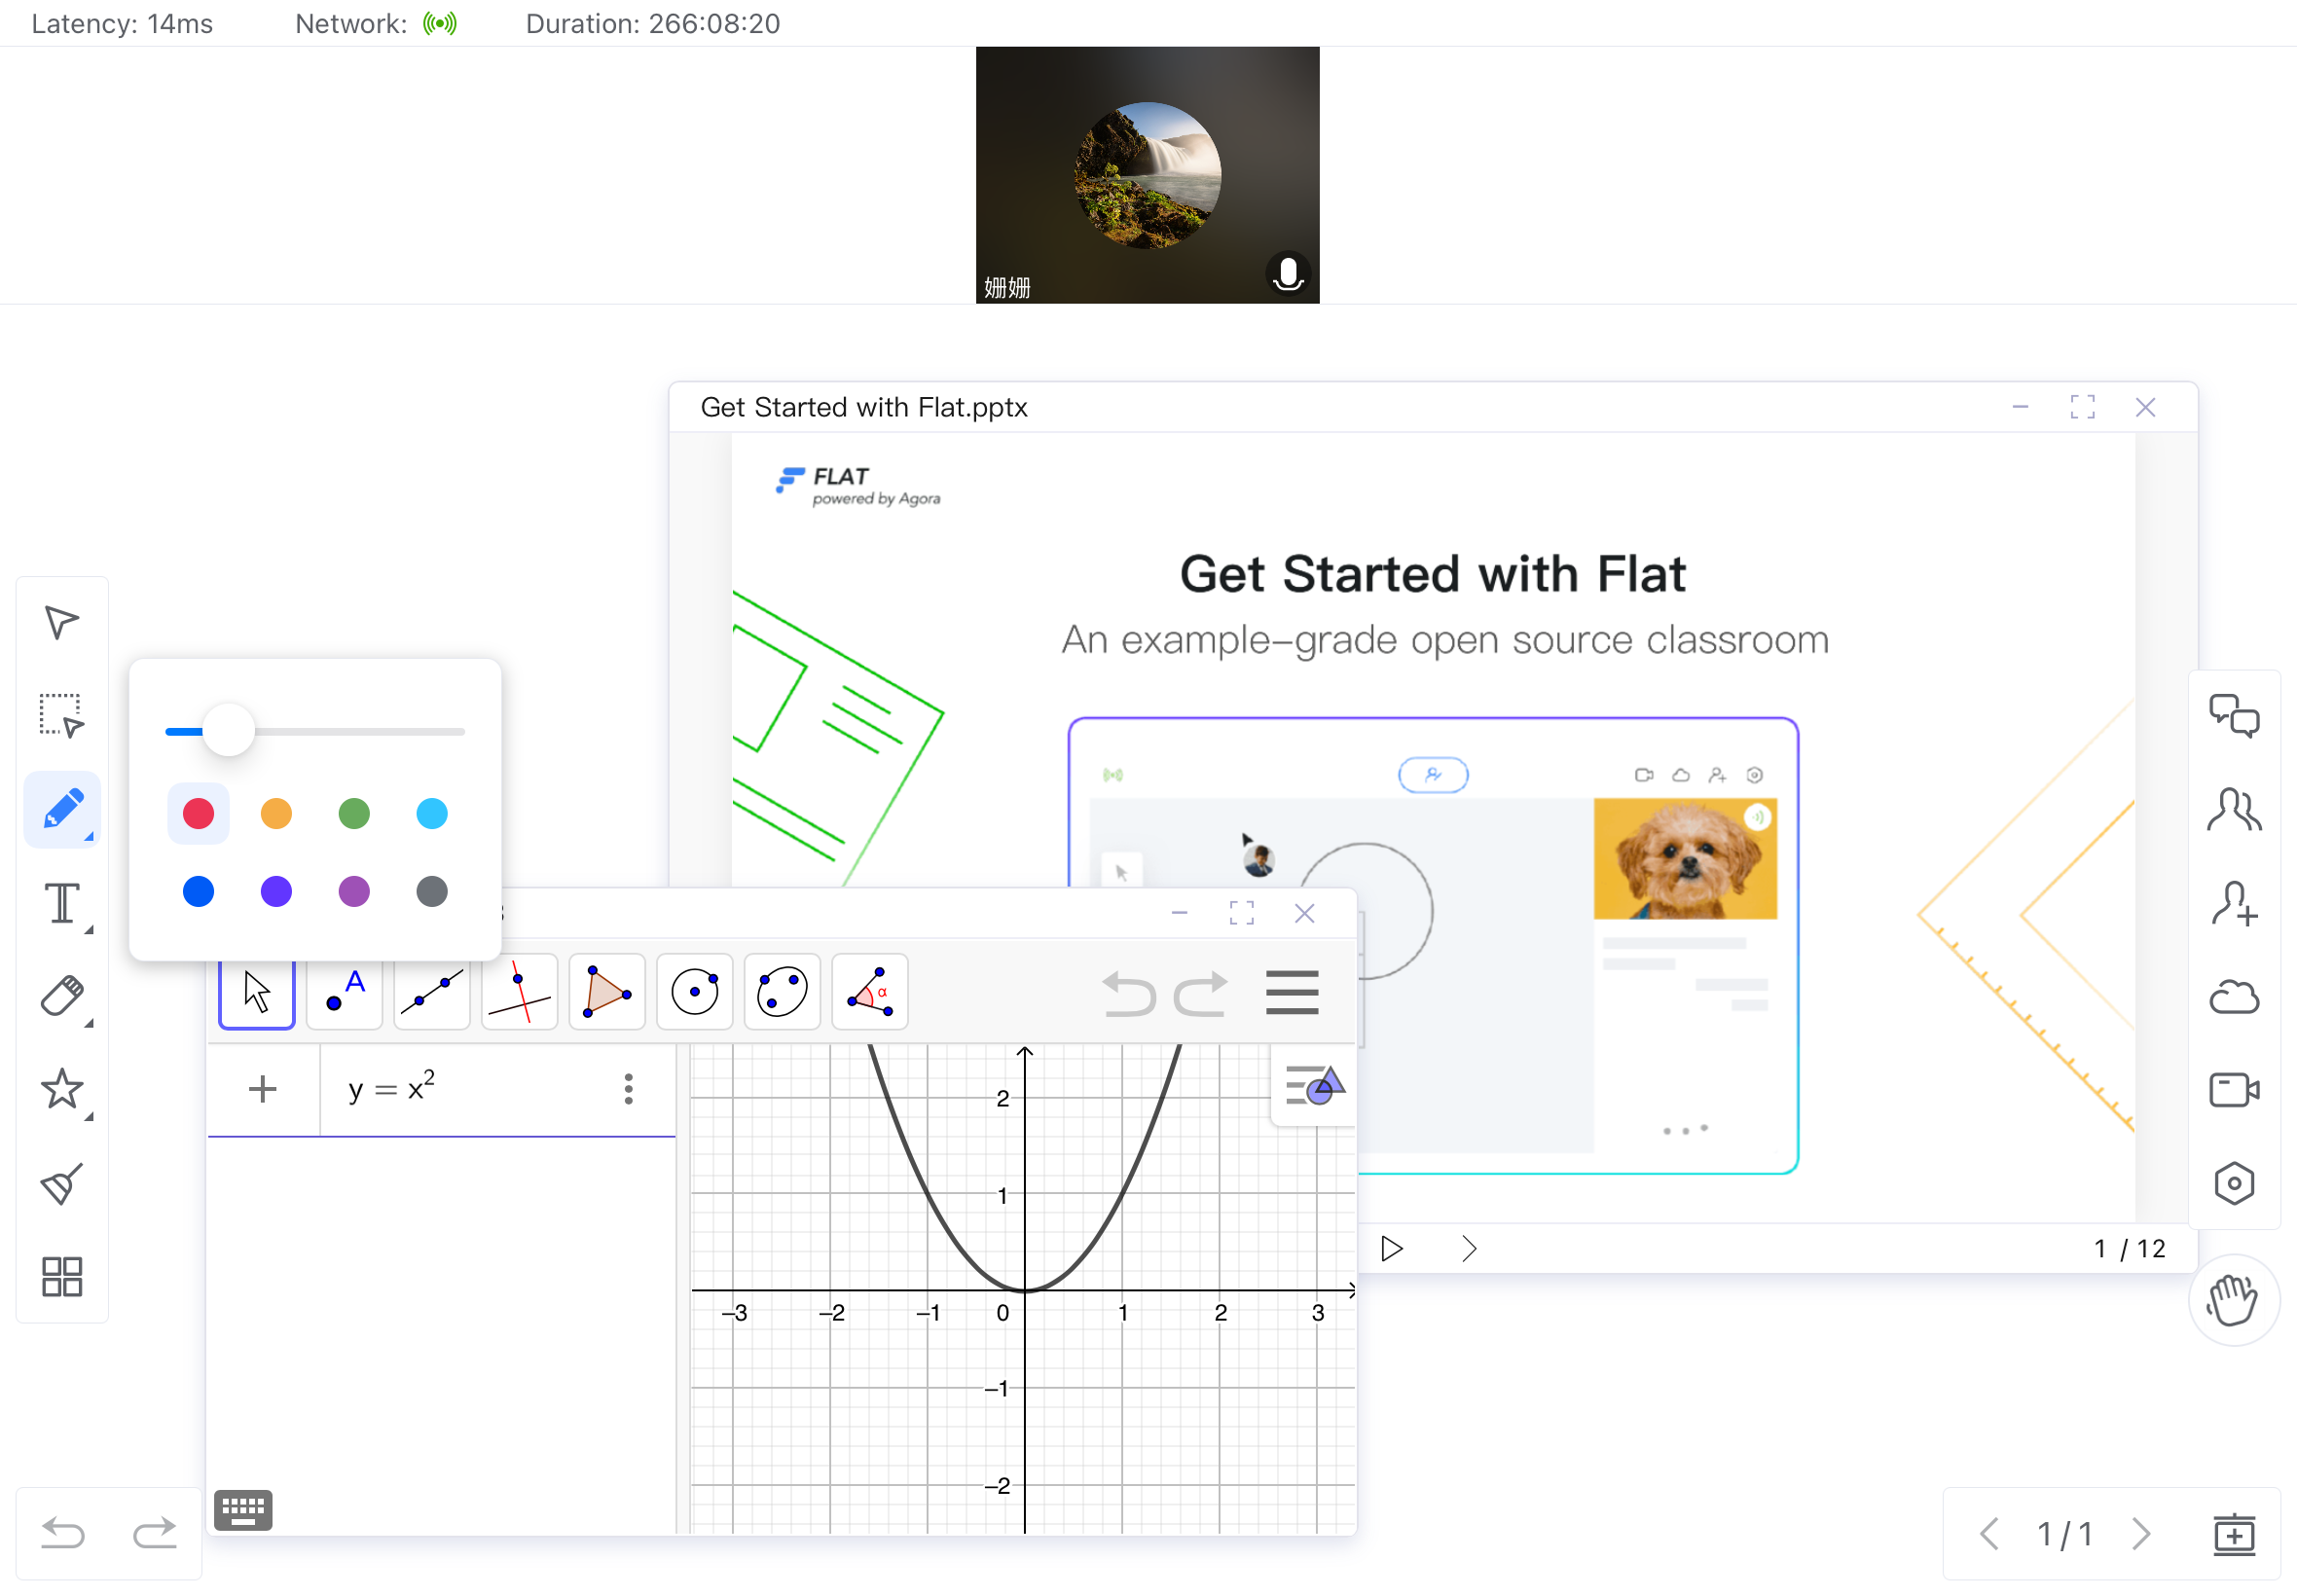 Latency: 14ms Network: Duration: 266:08:20
姗姗
Get Started with Flat.pptx
FLAT
powered by Agora
Get Started with Flat
An example-grade open source classroom
T
A
α
y = x²
2
1
-3 -2 -1 0 1 2 3
-1
-2
1 / 12
1 / 1